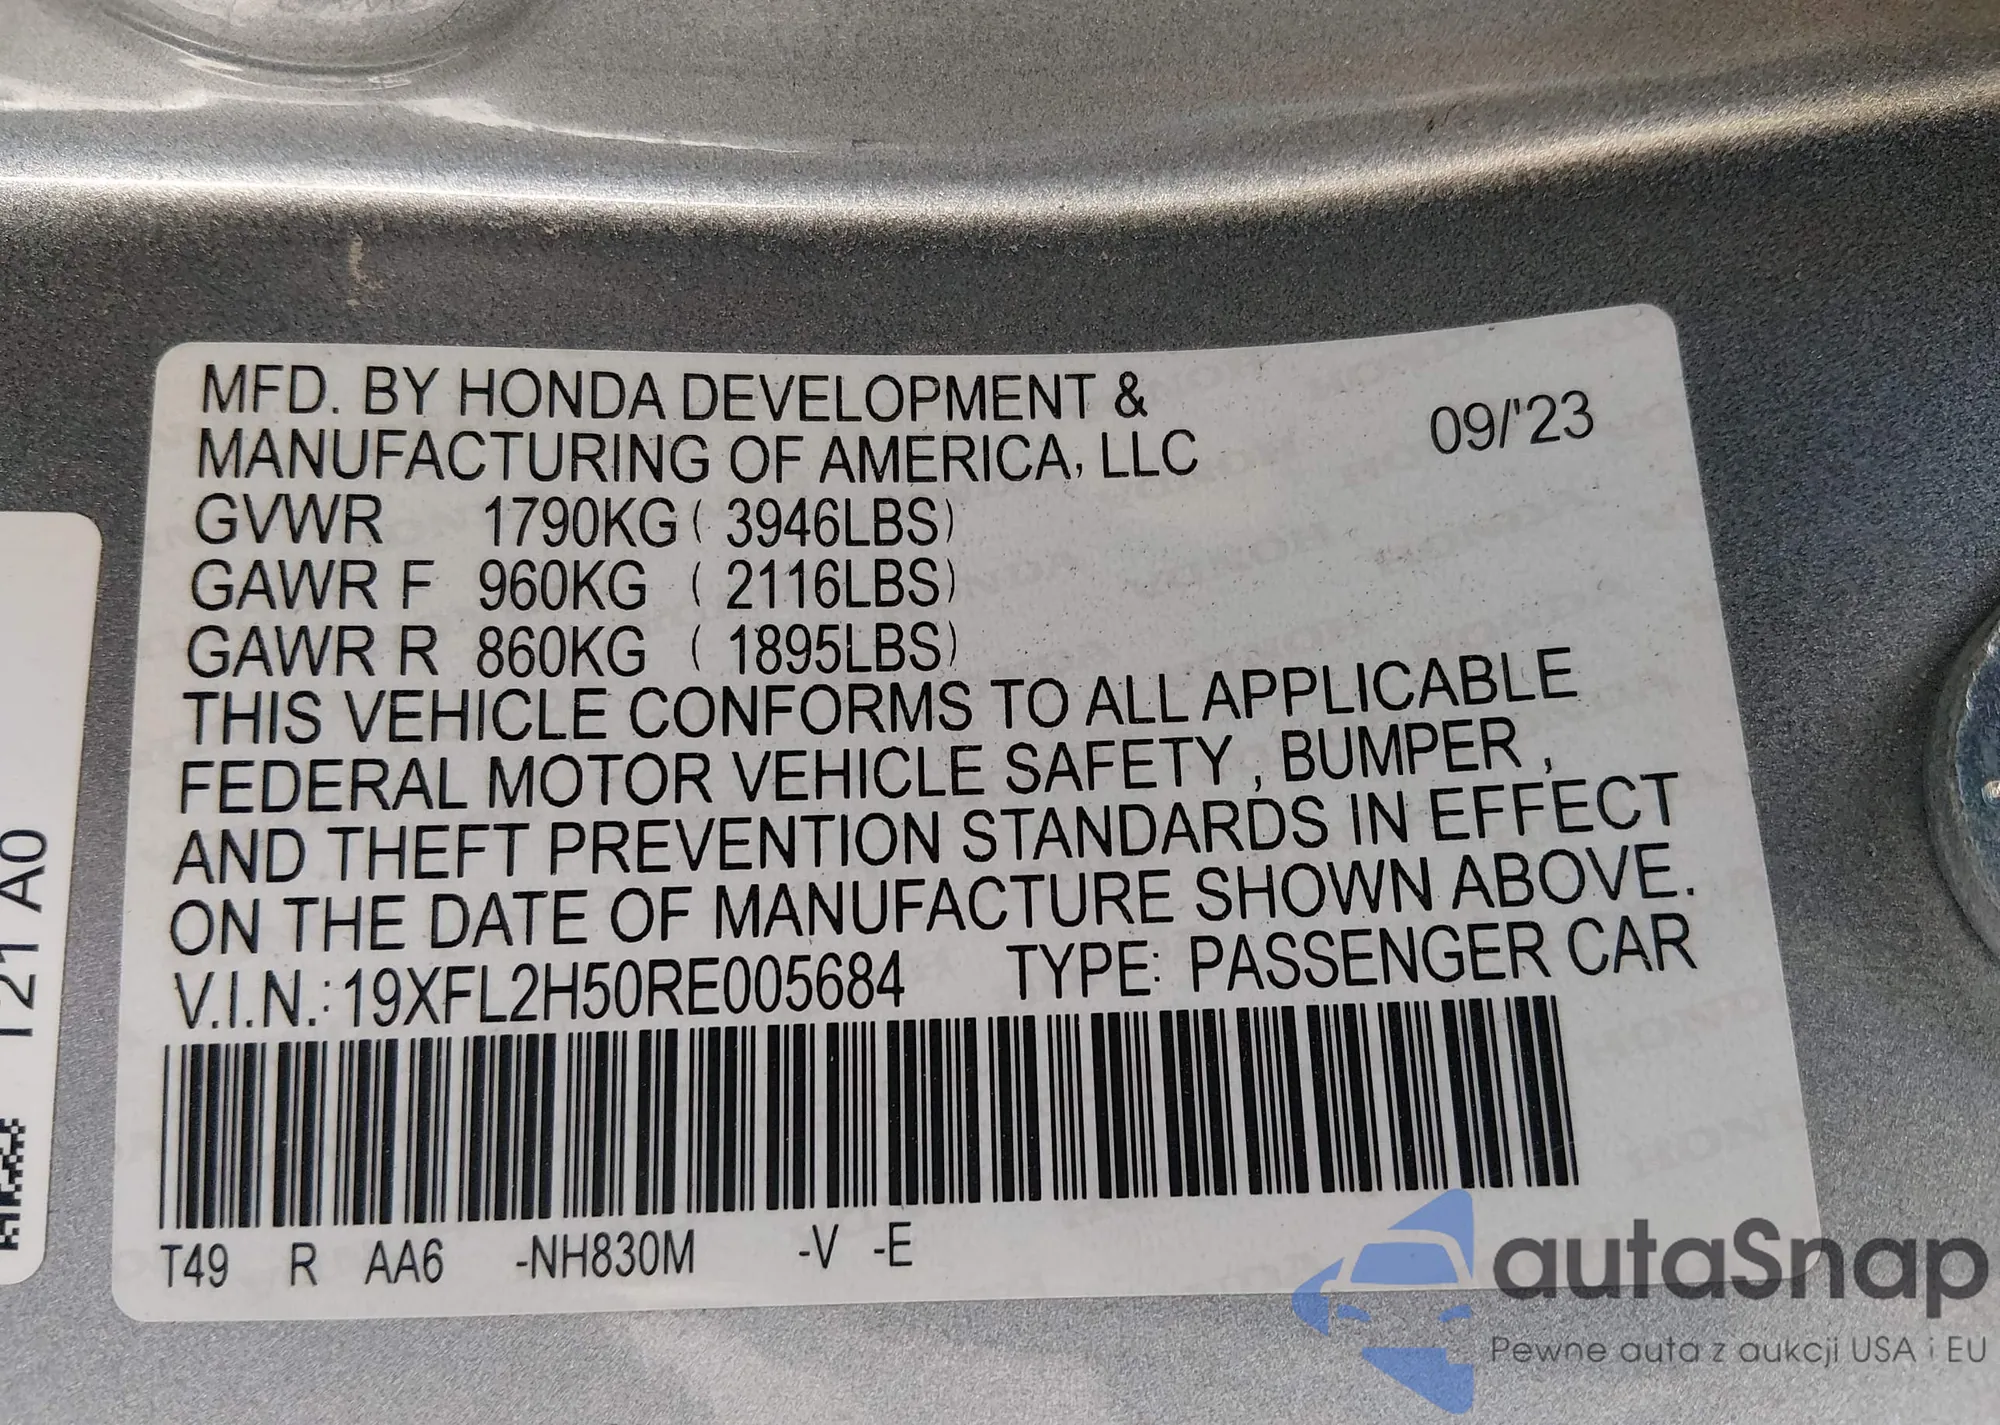 MFD. BY HONDA DEVELOPMENT &
MANUFACTURING OF AMERICA, LLC 09/'23
GVWR 1790KG ( 3946LBS)
GAWR F 960KG ( 2116LBS)
GAWR R 860KG ( 1895LBS)
THIS VEHICLE CONFORMS TO ALL APPLICABLE
FEDERAL MOTOR VEHICLE SAFETY , BUMPER ,
AND THEFT PREVENTION STANDARDS IN EFFECT
ON THE DATE OF MANUFACTURE SHOWN ABOVE.
V.I.N.:19XFL2H50RE005684 TYPE: PASSENGER CAR
T49 R AA6 -NH830M -V -E
T21 A0
autaSnap
Pewne auta z aukcji USA i EU